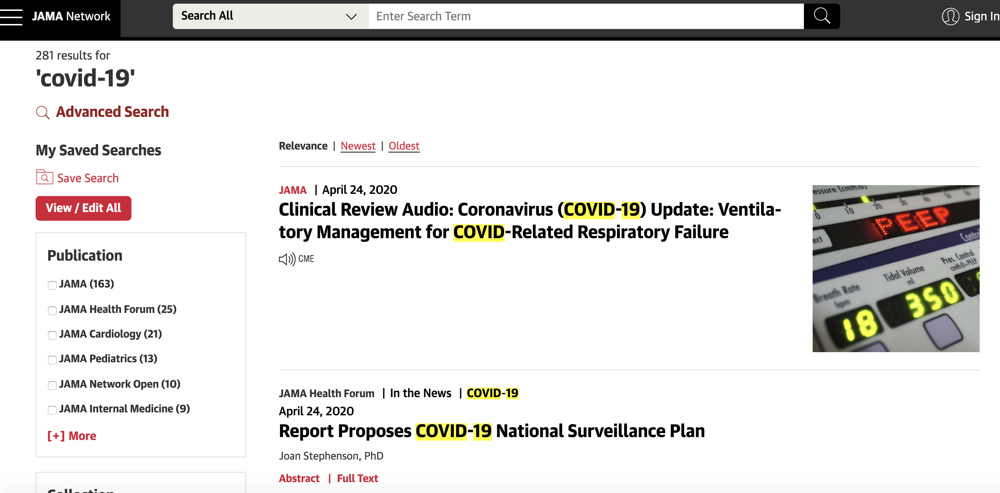 JAMA Network
Search All
Enter Search Term
Sign In
281 results for
'covid-19'
Advanced Search
My Saved Searches
Save Search
View / Edit All
Publication
JAMA (163)
JAMA Health Forum (25)
JAMA Cardiology (21)
JAMA Pediatrics (13)
JAMA Network Open (10)
JAMA Internal Medicine (9)
[+] More
Collection
Relevance | Newest | Oldest
JAMA | April 24, 2020
Clinical Review Audio: Coronavirus (COVID-19) Update: Ventila-
tory Management for COVID-Related Respiratory Failure
CME
essure (cmH₂O)
0 10 20 30 40 50
PEEP
ect
Contro
Pres. Control
cmH₂O+PEEP
Tidal Volume
ml
Breath Rate
bpm
350
18
JAMA Health Forum | In the News | COVID-19
April 24, 2020
Report Proposes COVID-19 National Surveillance Plan
Joan Stephenson, PhD
Abstract | Full Text